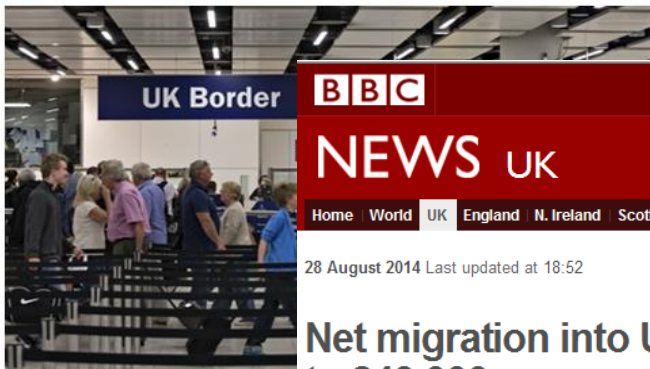 UK Border
BBC
NEWS UK
Home World UK England N. Ireland Scot
28 August 2014 Last updated at 18:52
Net migration into U